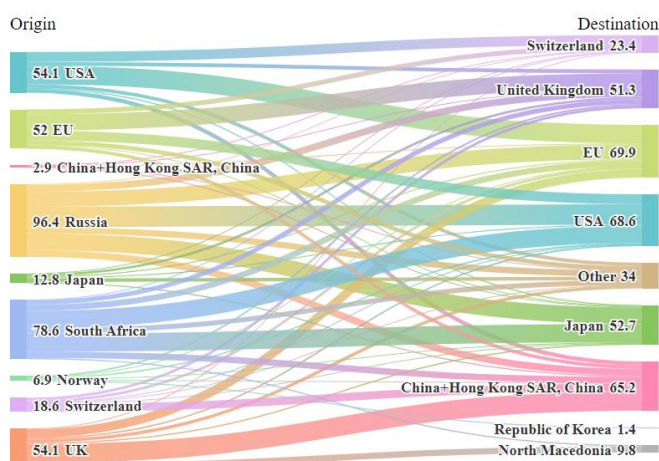 Origin
Destination
54.1 USA
52 EU
2.9 China+Hong Kong SAR, China
96.4 Russia
12.8 Japan
78.6 South Africa
6.9 Norway
18.6 Switzerland
54.1 UK
Switzerland 23.4
United Kingdom 51.3
EU 69.9
USA 68.6
Other 34
Japan 52.7
China+Hong Kong SAR, China 65.2
Republic of Korea 1.4
North Macedonia 9.8